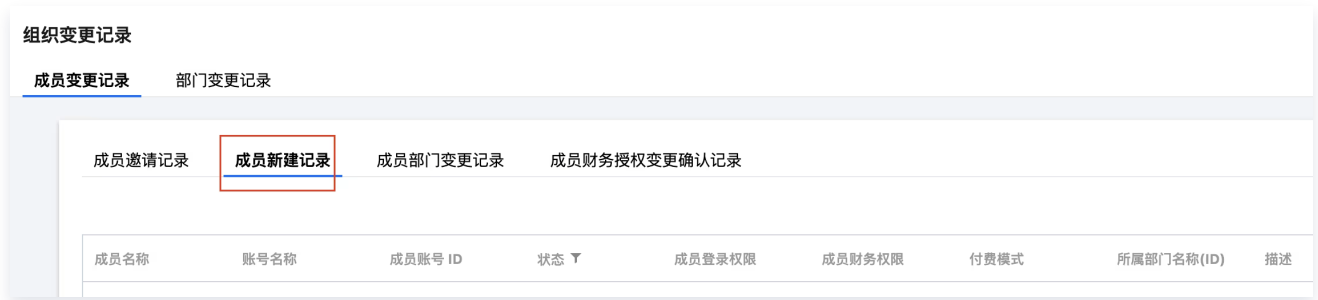 组织变更记录
成员变更记录 部门变更记录
成员邀请记录 成员新建记录 成员部门变更记录 成员财务授权变更确认记录
成员名称 账号名称 成员账号 ID 状态 成员登录权限 成员财务权限 付费模式 所属部门名称(ID) 描述